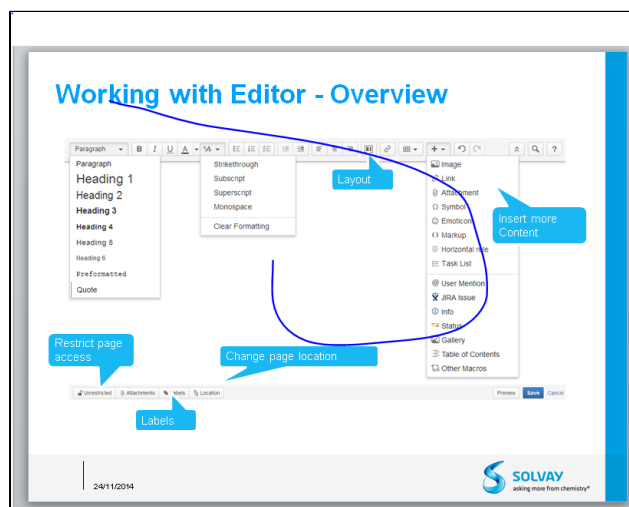 Working with Editor - Overview
Paragraph B I U A
Layout
Paragraph
Heading 1
Heading 2
Heading 3
Heading 4
Heading 5
Heading 6
Preformatted
Quote
Strikethrough
Subscript
Superscript
Monospace
Clear Formatting
Image
Link
Attachment
Symbol
Emoticon
Markup
Horizontal rule
Task List
User Mention
JIRA Issue
Info
Status
Gallery
Table of Contents
Other Macros
Insert more
Content
Restrict page
access
Change page location
Unrestricted Attachments Labels Location
Preview Save Cancel
Labels
24/11/2014
SOLVAY
asking more from chemistry®